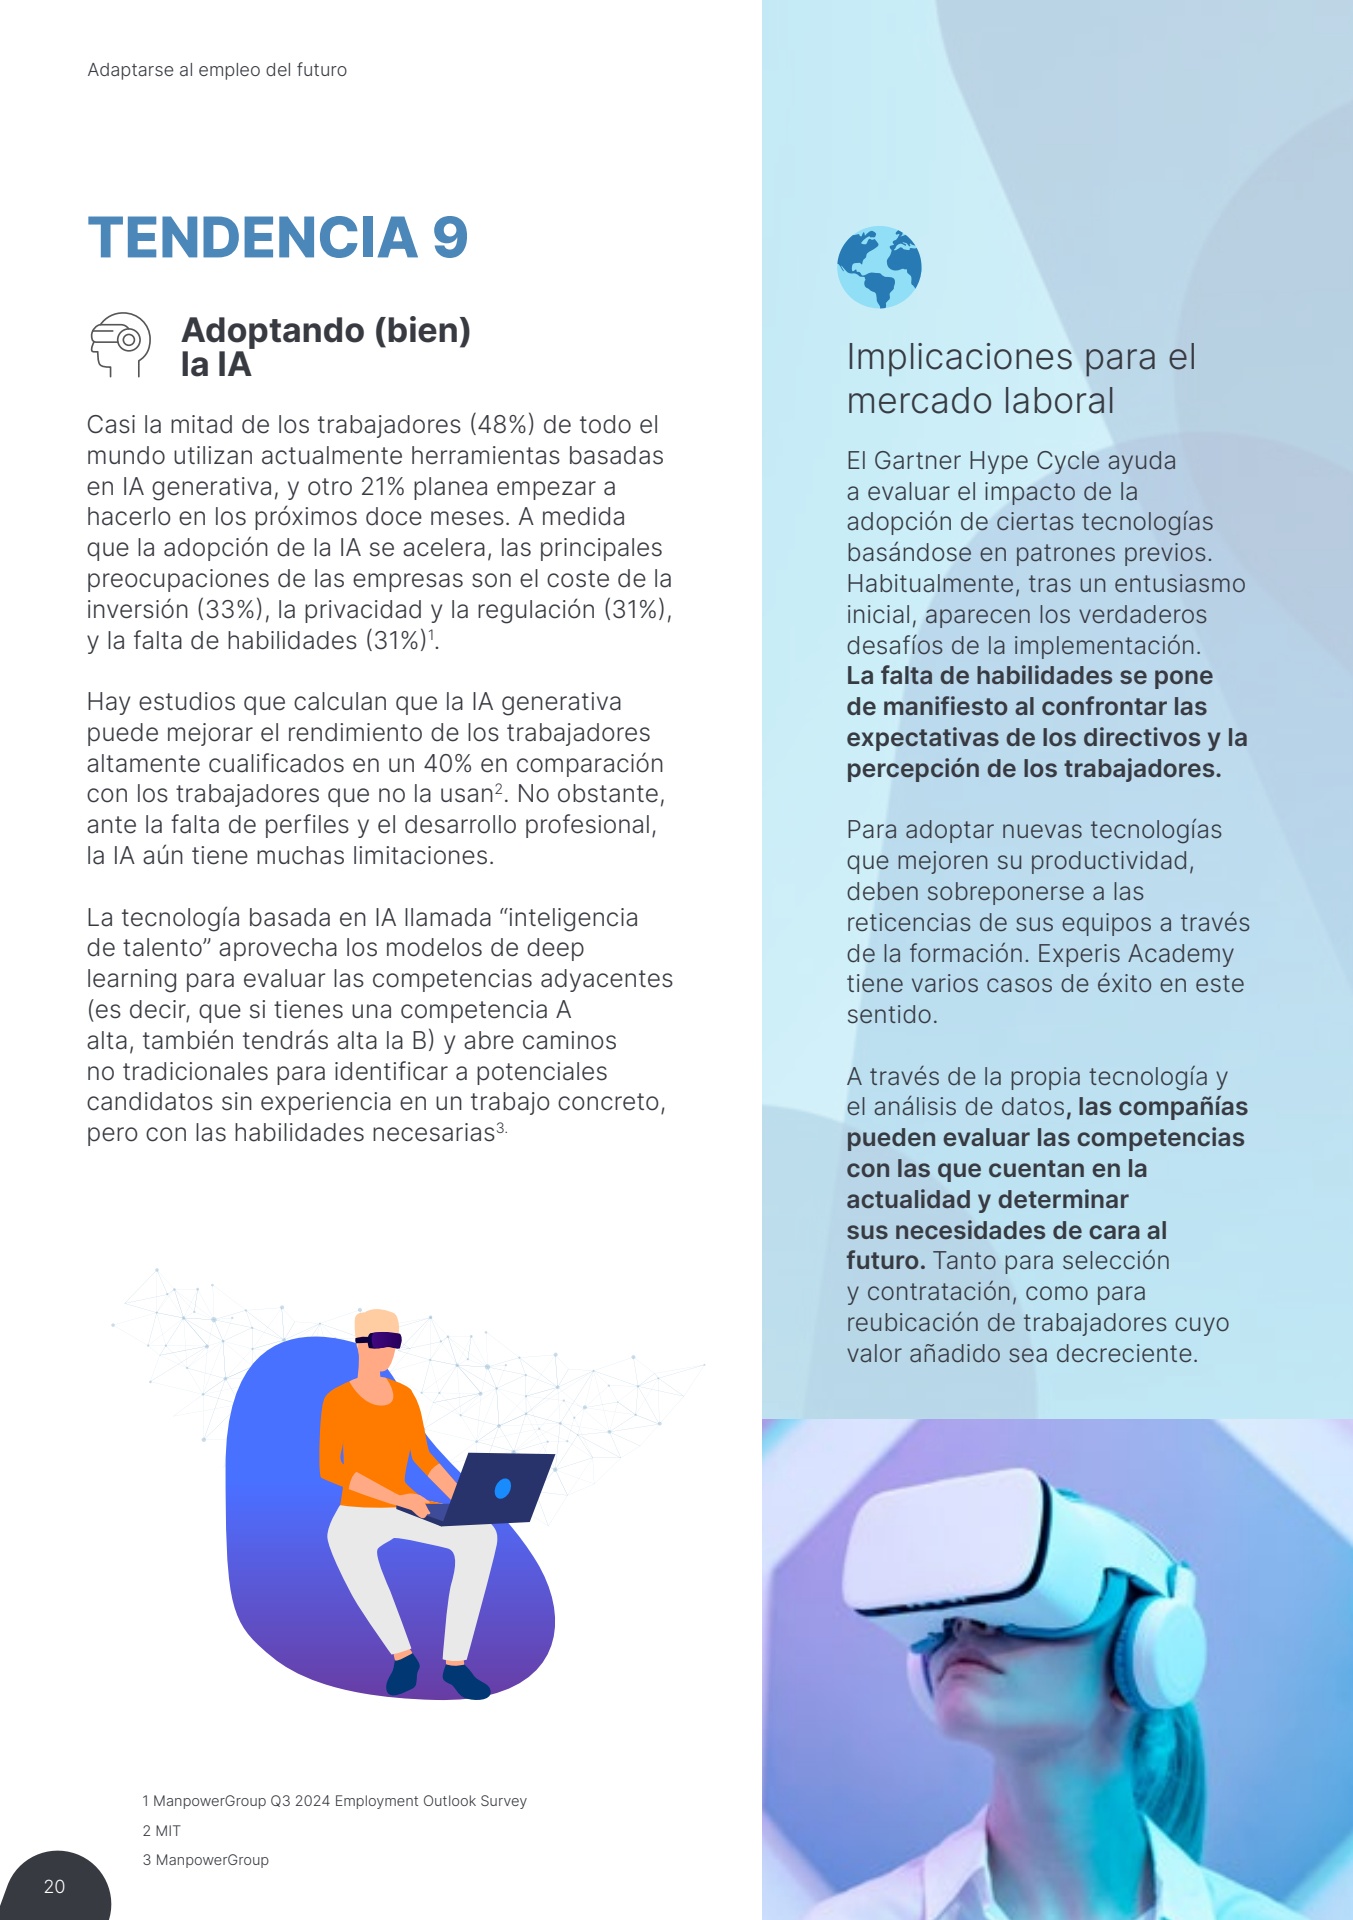 Adaptarse al empleo del futuro
TENDENCIA 9
Adoptando (bien)
la IA
Casi la mitad de los trabajadores (48%) de todo el
mundo utilizan actualmente herramientas basadas
en IA generativa, y otro 21% planea empezar a
hacerlo en los próximos doce meses. A medida
que la adopción de la IA se acelera, las principales
preocupaciones de las empresas son el coste de la
inversión (33%), la privacidad y la regulación (31%),
y la falta de habilidades (31%)¹.
Hay estudios que calculan que la IA generativa
puede mejorar el rendimiento de los trabajadores
altamente cualificados en un 40% en comparación
con los trabajadores que no la usan². No obstante,
ante la falta de perfiles y el desarrollo profesional,
la IA aún tiene muchas limitaciones.
La tecnología basada en IA llamada “inteligencia
de talento” aprovecha los modelos de deep
learning para evaluar las competencias adyacentes
(es decir, que si tienes una competencia A
alta, también tendrás alta la B) y abre caminos
no tradicionales para identificar a potenciales
candidatos sin experiencia en un trabajo concreto,
pero con las habilidades necesarias³.
1 ManpowerGroup Q3 2024 Employment Outlook Survey
2 MIT
3 ManpowerGroup
20
Implicaciones para el
mercado laboral
El Gartner Hype Cycle ayuda
a evaluar el impacto de la
adopción de ciertas tecnologías
basándose en patrones previos.
Habitualmente, tras un entusiasmo
inicial, aparecen los verdaderos
desafíos de la implementación.
La falta de habilidades se pone
de manifiesto al confrontar las
expectativas de los directivos y la
percepción de los trabajadores.
Para adoptar nuevas tecnologías
que mejoren su productividad,
deben sobreponerse a las
reticencias de sus equipos a través
de la formación. Experis Academy
tiene varios casos de éxito en este
sentido.
A través de la propia tecnología y
el análisis de datos, las compañías
pueden evaluar las competencias
con las que cuentan en la
actualidad y determinar
sus necesidades de cara al
futuro. Tanto para selección
y contratación, como para
reubicación de trabajadores cuyo
valor añadido sea decreciente.